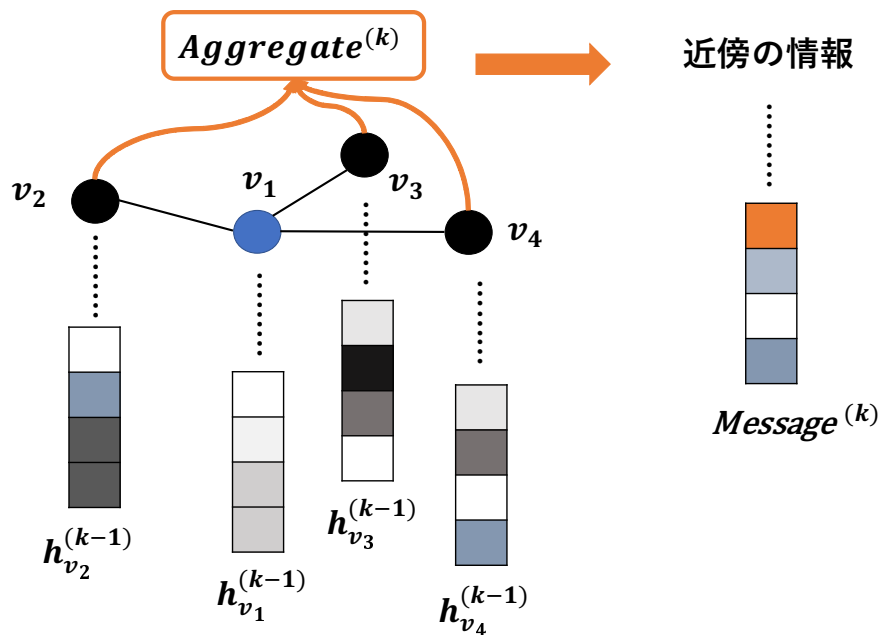 Aggregate^(k)
近傍の情報
v_2
v_1
v_3
v_4
h_{v_2}^{(k-1)}
h_{v_1}^{(k-1)}
h_{v_3}^{(k-1)}
h_{v_4}^{(k-1)}
Message^(k)